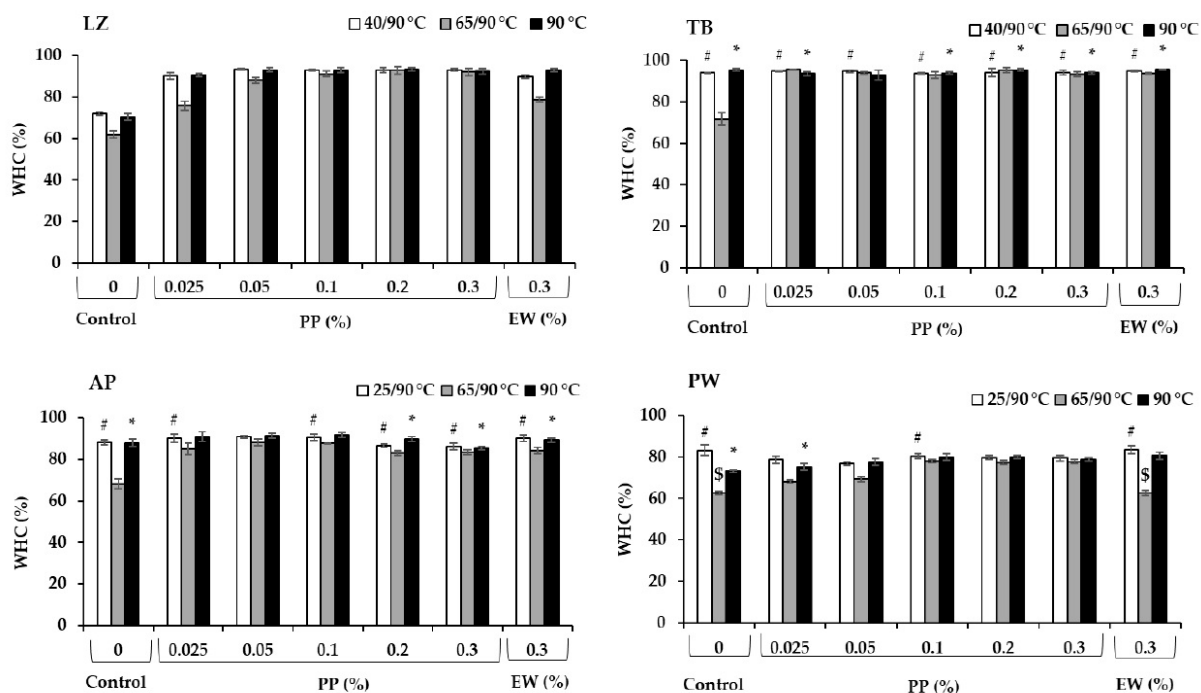 LZ
40/90 °C 65/90 °C 90 °C
100
80
60
40
20
0
WHC (%)
0 0.025 0.05 0.1 0.2 0.3 0.3
Control PP (%) EW (%)
TB
40/90 °C 65/90 °C 90 °C
# * # * # # * # * # * # *
100
80
60
40
20
0
WHC (%)
0 0.025 0.05 0.1 0.2 0.3 0.3
Control PP (%) EW (%)
AP
25/90 °C 65/90 °C 90 °C
# * # # # * # * # *
100
80
60
40
20
0
WHC (%)
0 0.025 0.05 0.1 0.2 0.3 0.3
Control PP (%) EW (%)
PW
25/90 °C 65/90 °C 90 °C
# $ * * # # $
100
80
60
40
20
0
WHC (%)
0 0.025 0.05 0.1 0.2 0.3 0.3
Control PP (%) EW (%)